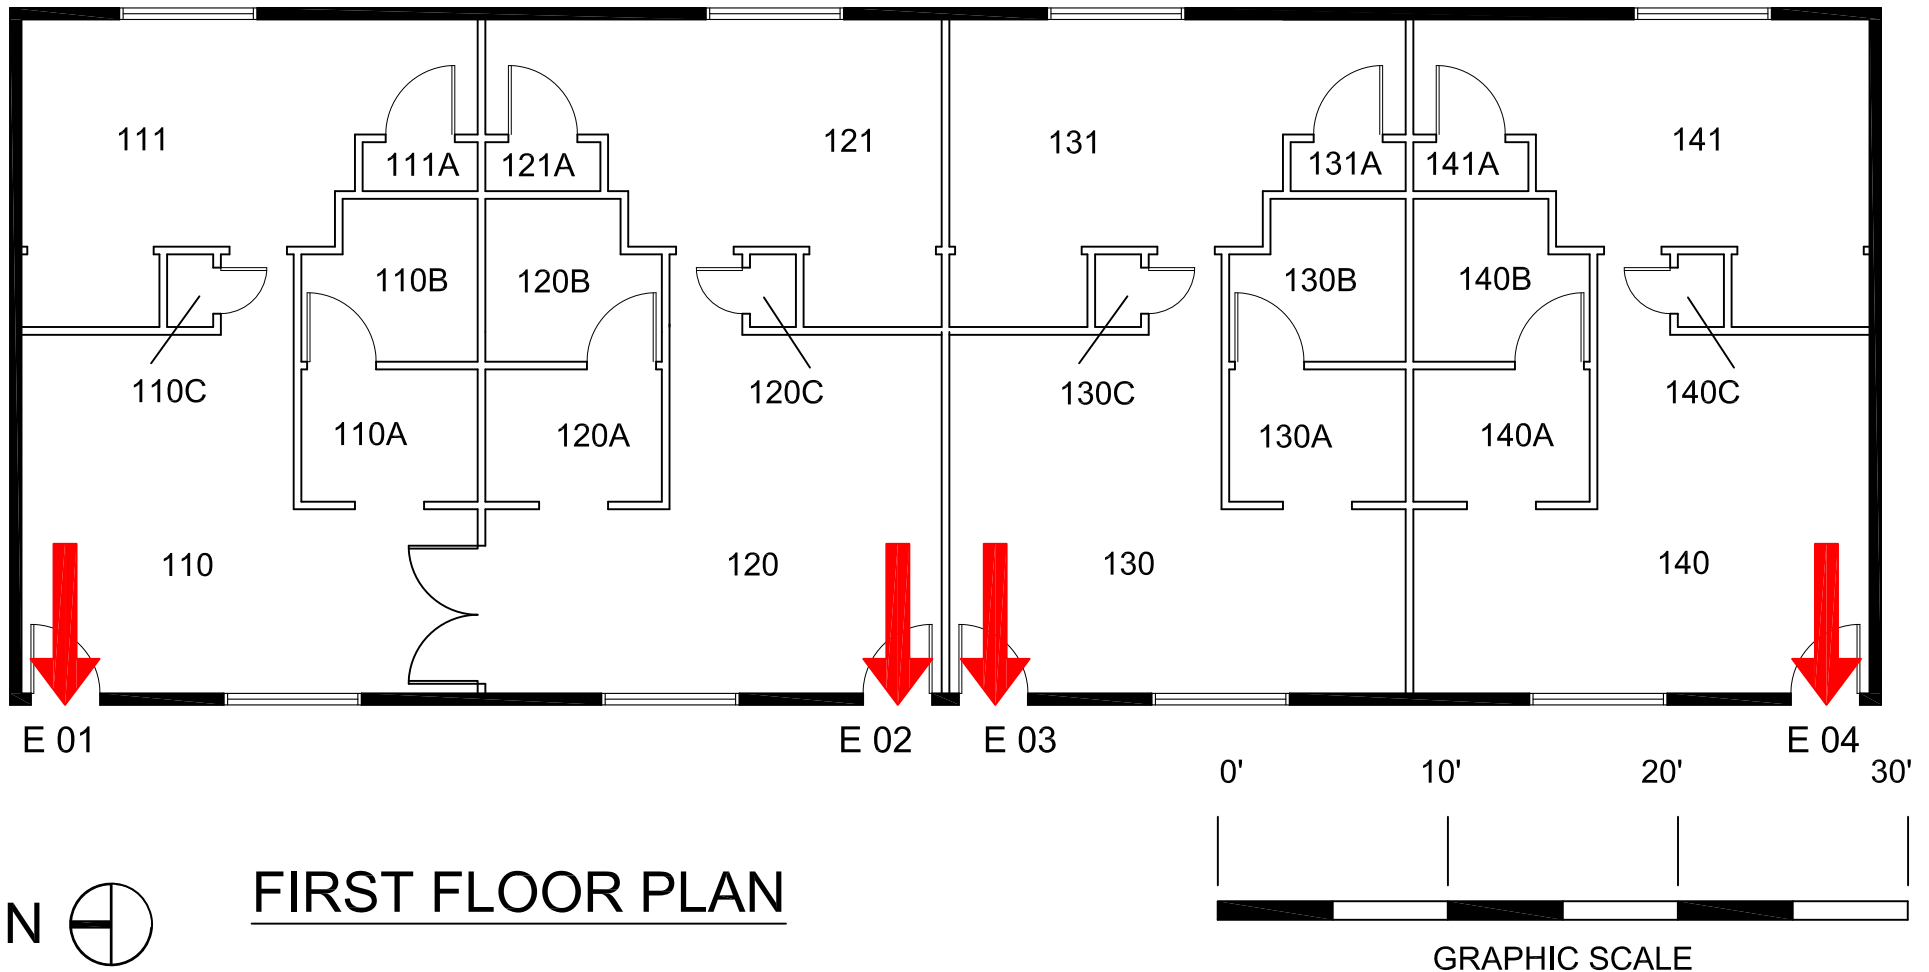 111 121 131 141
111A 121A 131A 141A
110B 120B 130B 140B
110C 120C 130C 140C
110A 120A 130A 140A
110 120 130 140
E 01 E 02 E 03 E 04
0' 10' 20' 30'
N FIRST FLOOR PLAN
GRAPHIC SCALE